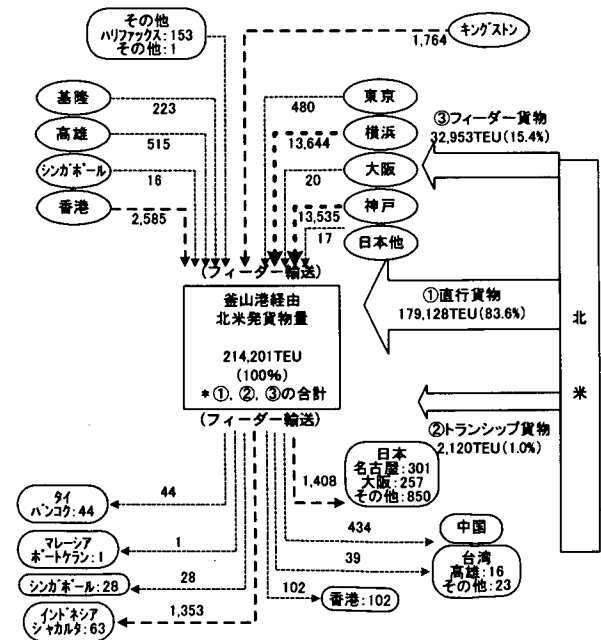 その他
ハリファックス:153
その他:1
キングストン
1,764
基隆
223
高雄
515
シンガポール
16
香港
2,585
東京
480
横浜
13,644
大阪
20
神戸
13,535
日本他
17
③フィーダー貨物
32,953TEU(15.4%)
(フィーダー輸送)
釜山港経由
北米発貨物量
214,201TEU
(100%)
*①, ②, ③の合計
(フィーダー輸送)
①直行貨物
179,128TEU(83.6%)
北
米
②トランシップ貨物
2,120TEU(1.0%)
日本
名古屋:301
大阪:257
その他:850
1,408
タイ
バンコク:44
44
マレーシア
ポートケラン:1
1
シンガポール:28
28
インドネシア
ジャカルタ:63
1,353
434
中国
39
台湾
高雄:16
その他:23
102
香港:102